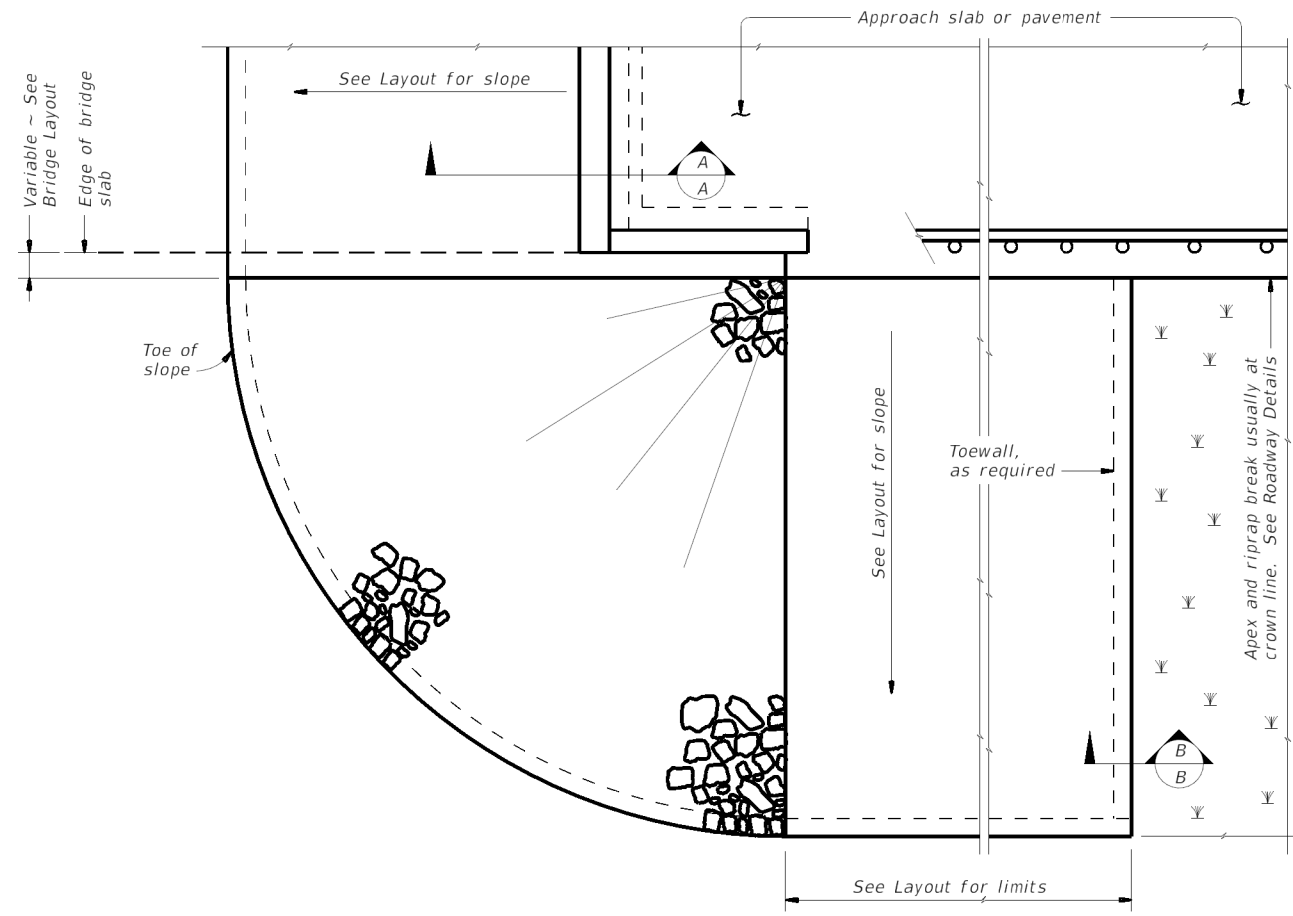 Approach slab or pavement
See Layout for slope
Variable ~ See
Bridge Layout
Edge of bridge
slab
A
A
Toe of
slope
See Layout for slope
Toewall,
as required
Apex and riprap break usually at
crown line. See Roadway Details
B
B
See Layout for limits